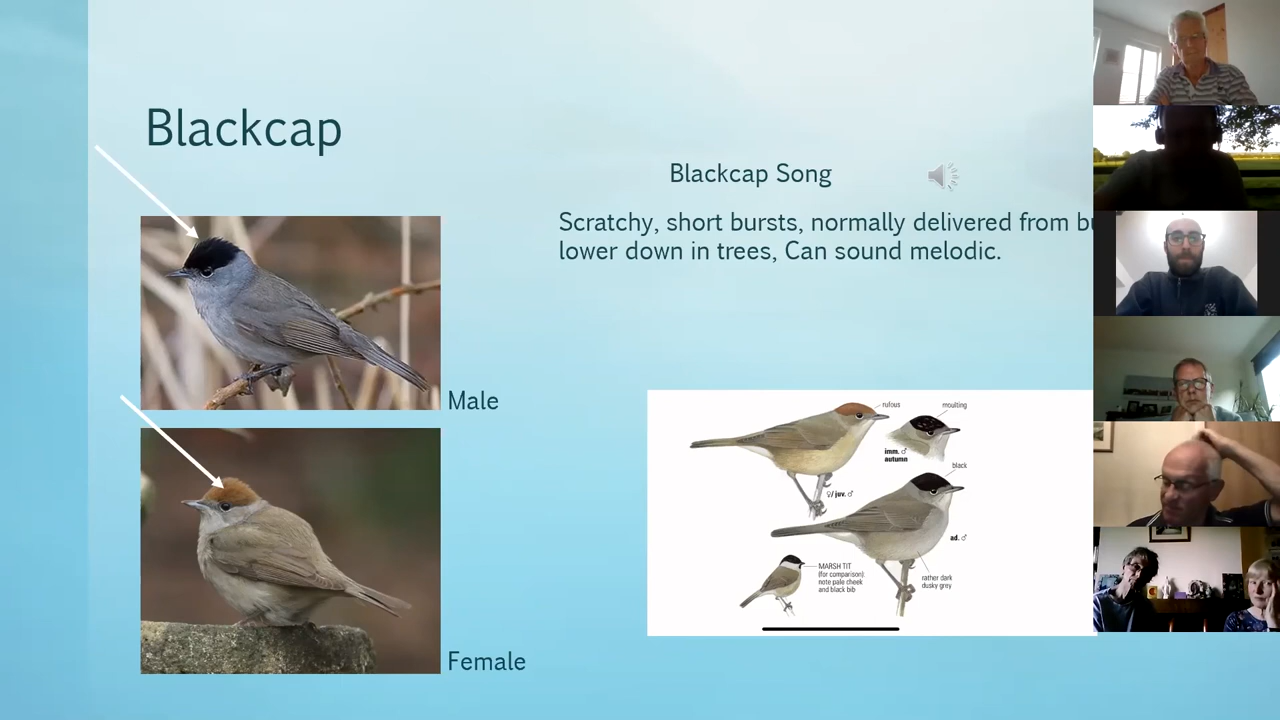 Blackcap
Blackcap Song
Scratchy, short bursts, normally delivered from
lower down in trees, Can sound melodic.
Male
Female
rufous
moulting
imm. ♂
autumn
black
♀/ juv. ♂
ad. ♂
MARSH TIT
(for comparison):
note pale cheek
and black bib
rather dark
dusky grey